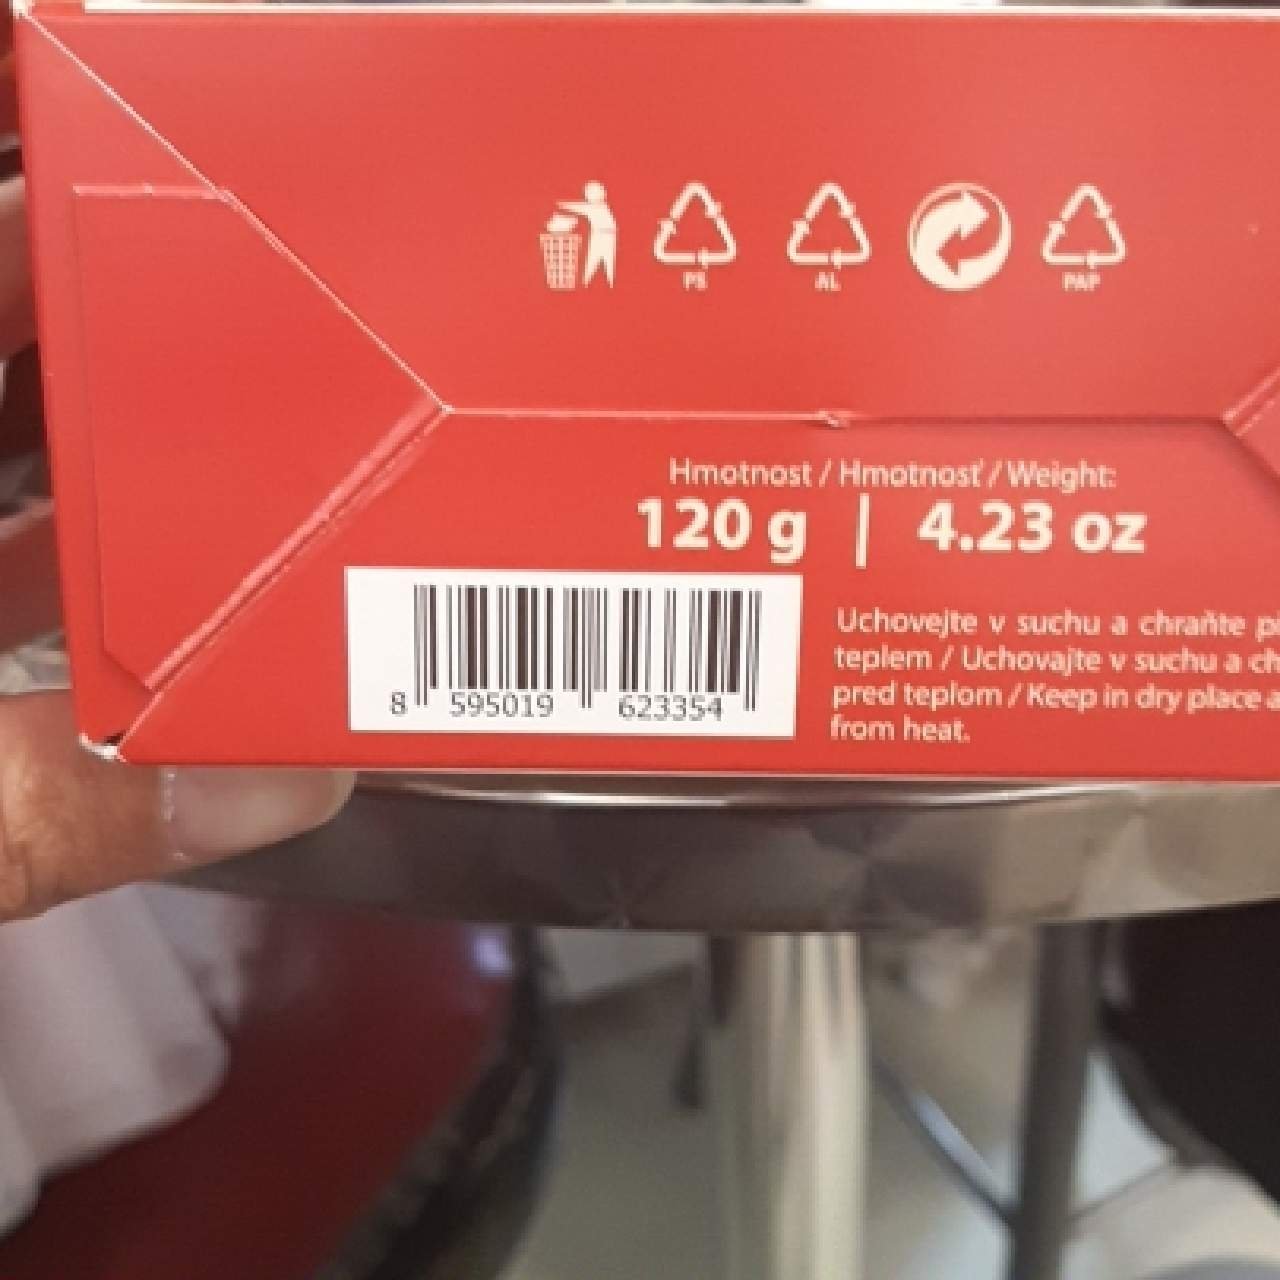 PS AL PAP
Hmotnost / Hmotnosť / Weight:
120 g | 4.23 oz
Uchovejte v suchu a chraňte
teplem / Uchovajte v suchu a
pred teplom / Keep in dry place
from heat.
8 595019 623354